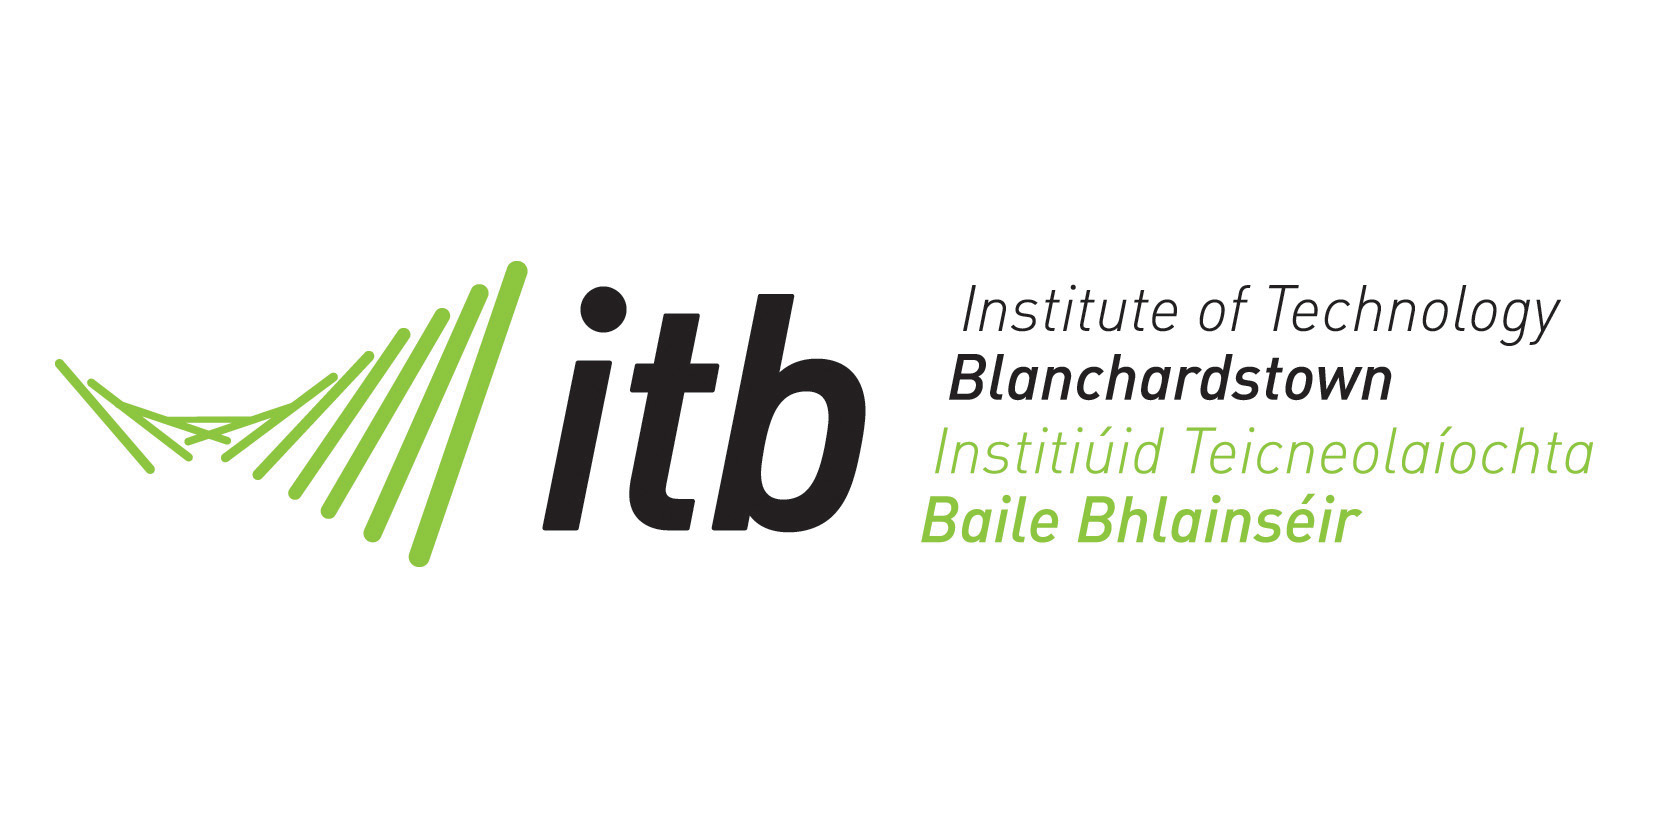 itb
Institute of Technology
Blanchardstown
Institiúid Teicneolaíochta
Baile Bhlainséir